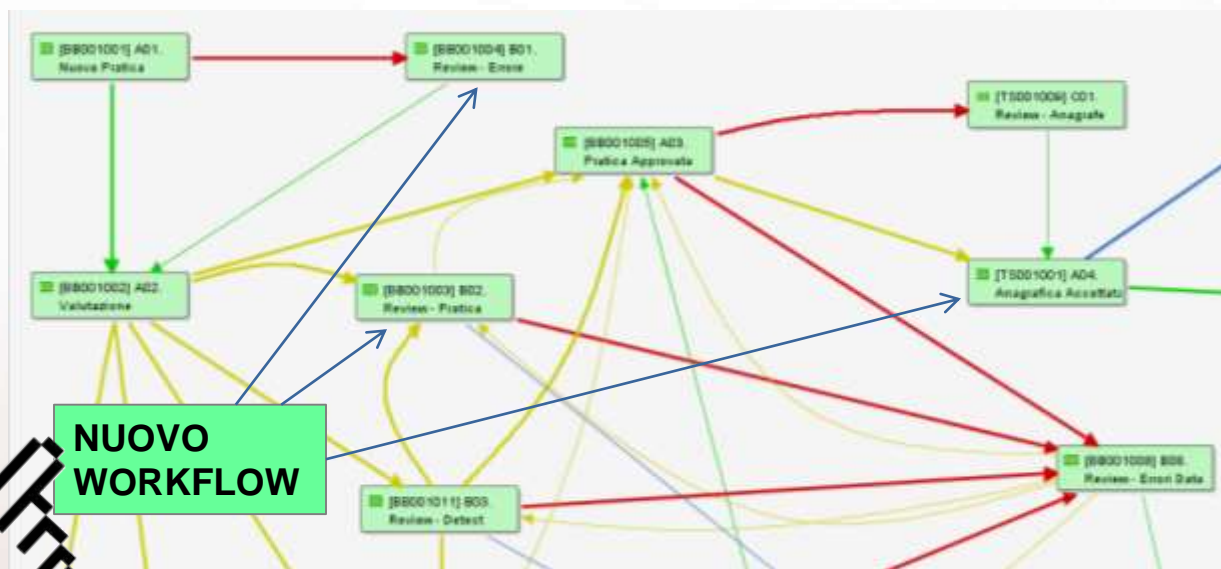 [BB001001] A01.
Nuova Pratica
[BB001004] B01.
Review - Errore
[TS001009] C01.
Review - Anagrafe
[BB001005] A03.
Pratica Approvata
[BB001002] A02.
Valutazione
[BB001003] B02.
Review - Pratica
[TS001001] A04.
Anagrafica Accettata
NUOVO
WORKFLOW
[BB001008] B08.
Review - Errori Data
[BB001011] B03.
Review - Detect